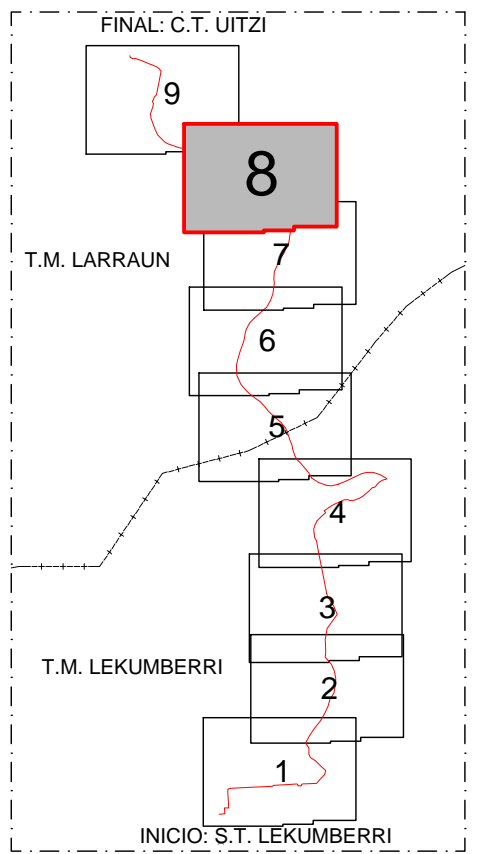 FINAL: C.T. UITZI
9
8
7
T.M. LARRAUN
6
5
4
3
T.M. LEKUMBERRI
2
1
INICIO: S.T. LEKUMBERRI